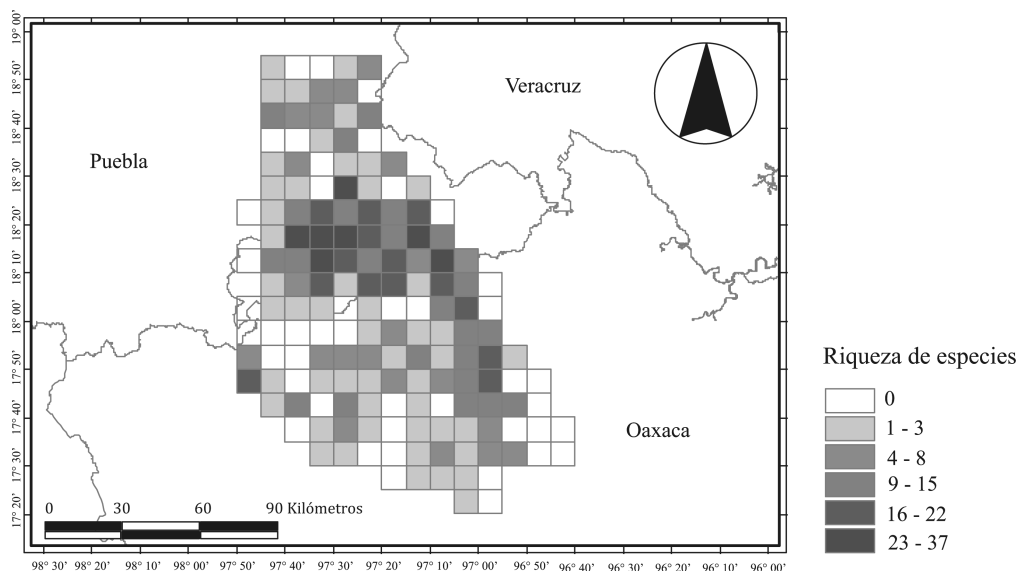 19° 00'
18° 50'
18° 40'
18° 30'
18° 20'
18° 10'
18° 00'
17° 50'
17° 40'
17° 30'
17° 20'
Veracruz
Puebla
Oaxaca
0 30 60 90 Kilómetros
98° 30' 98° 20' 98° 10' 98° 00' 97° 50' 97° 40' 97° 30' 97° 20' 97° 10' 97° 00' 96° 50' 96° 40' 96° 30' 96° 20' 96° 10' 96° 00'
Riqueza de especies
0
1 - 3
4 - 8
9 - 15
16 - 22
23 - 37